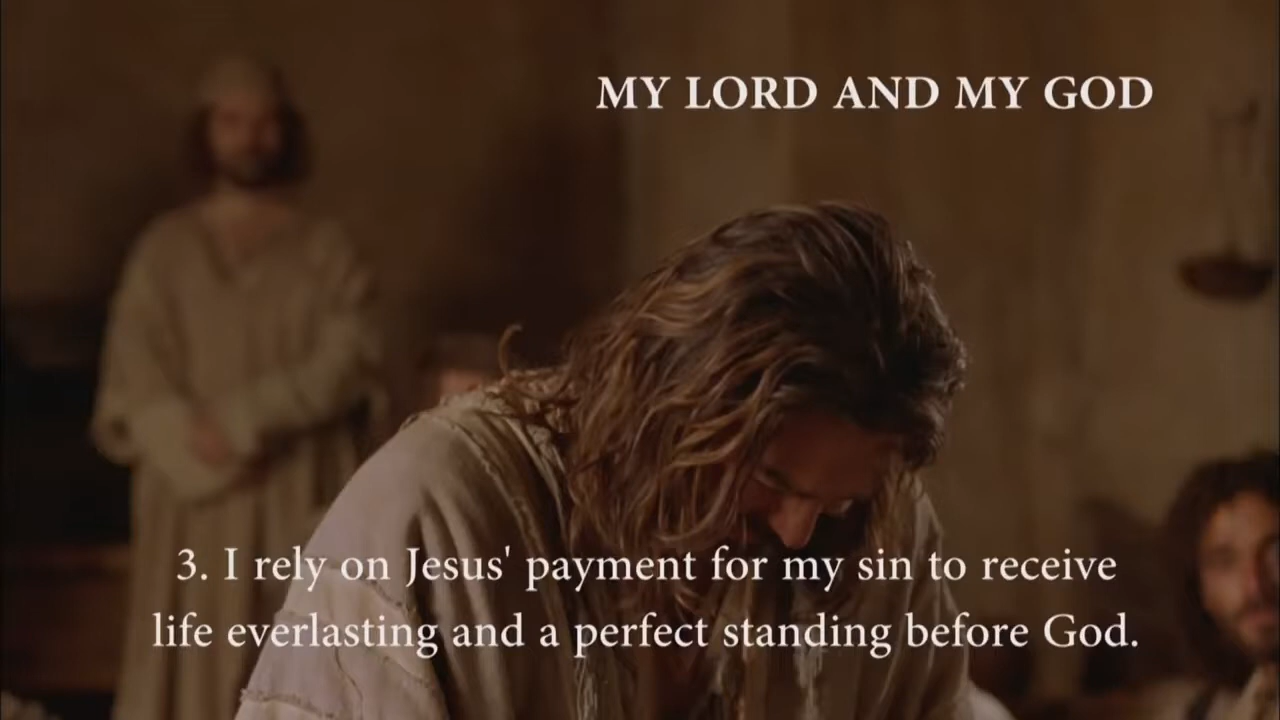 MY LORD AND MY GOD
3. I rely on Jesus' payment for my sin to receive
life everlasting and a perfect standing before God.